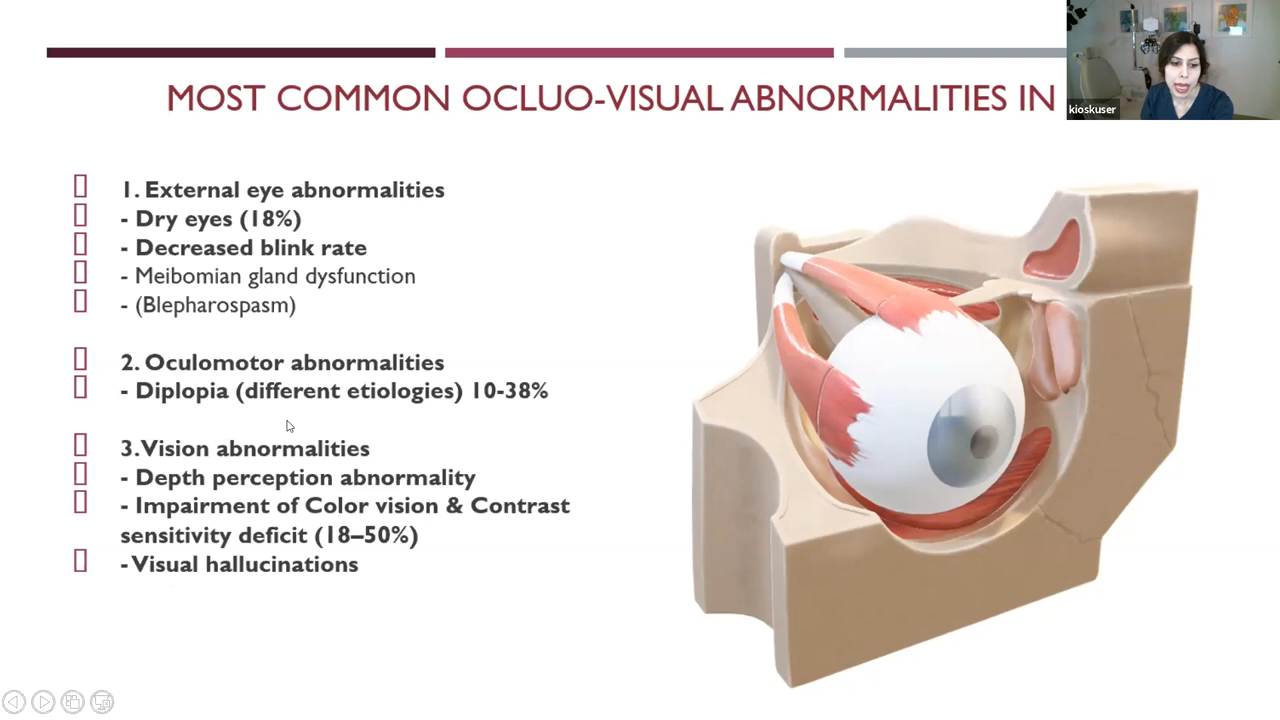 MOST COMMON OCLUO-VISUAL ABNORMALITIES IN
kioskuser
1. External eye abnormalities
- Dry eyes (18%)
- Decreased blink rate
- Meibomian gland dysfunction
- (Blepharospasm)
2. Oculomotor abnormalities
- Diplopia (different etiologies) 10-38%
3. Vision abnormalities
- Depth perception abnormality
- Impairment of Color vision & Contrast
sensitivity deficit (18–50%)
- Visual hallucinations